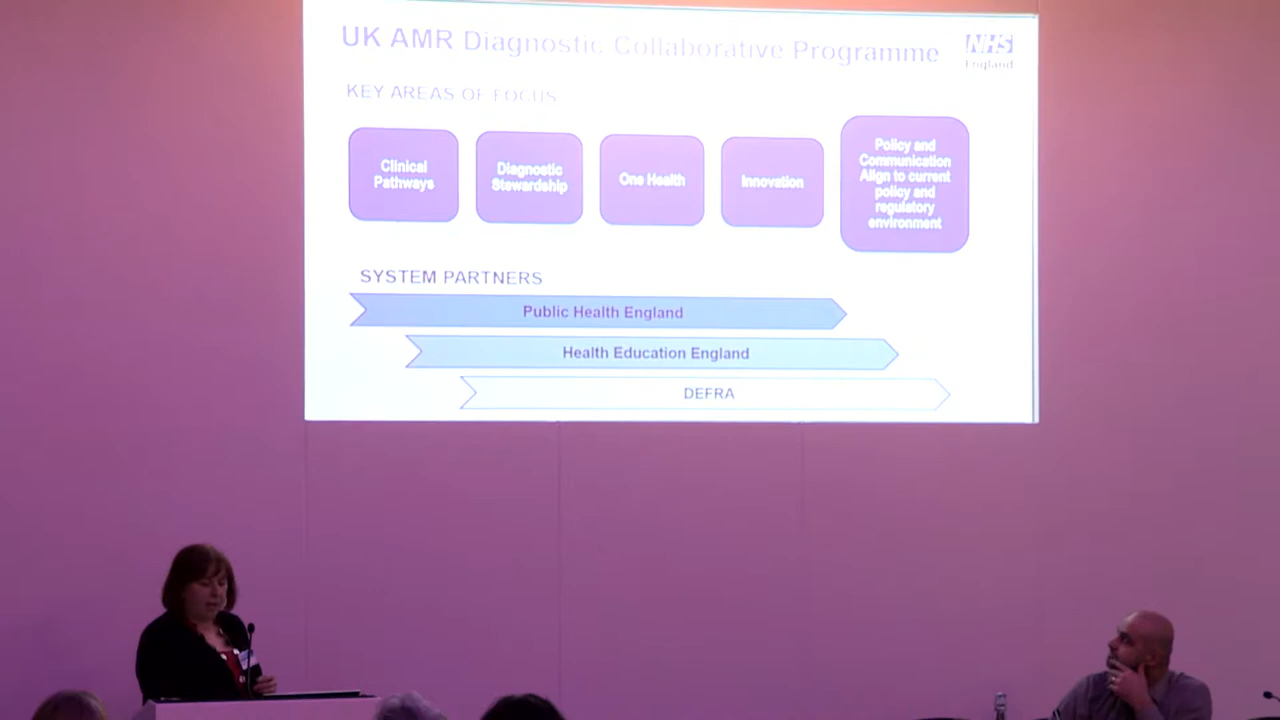 UK AMR Diagnostic Collaborative Programme
NHS
England
KEY AREAS OF FOCUS
Clinical
Pathways
Diagnostic
Stewardship
One Health
Innovation
Policy and
Communication
Align to current
policy and
regulatory
environment
SYSTEM PARTNERS
Public Health England
Health Education England
DEFRA